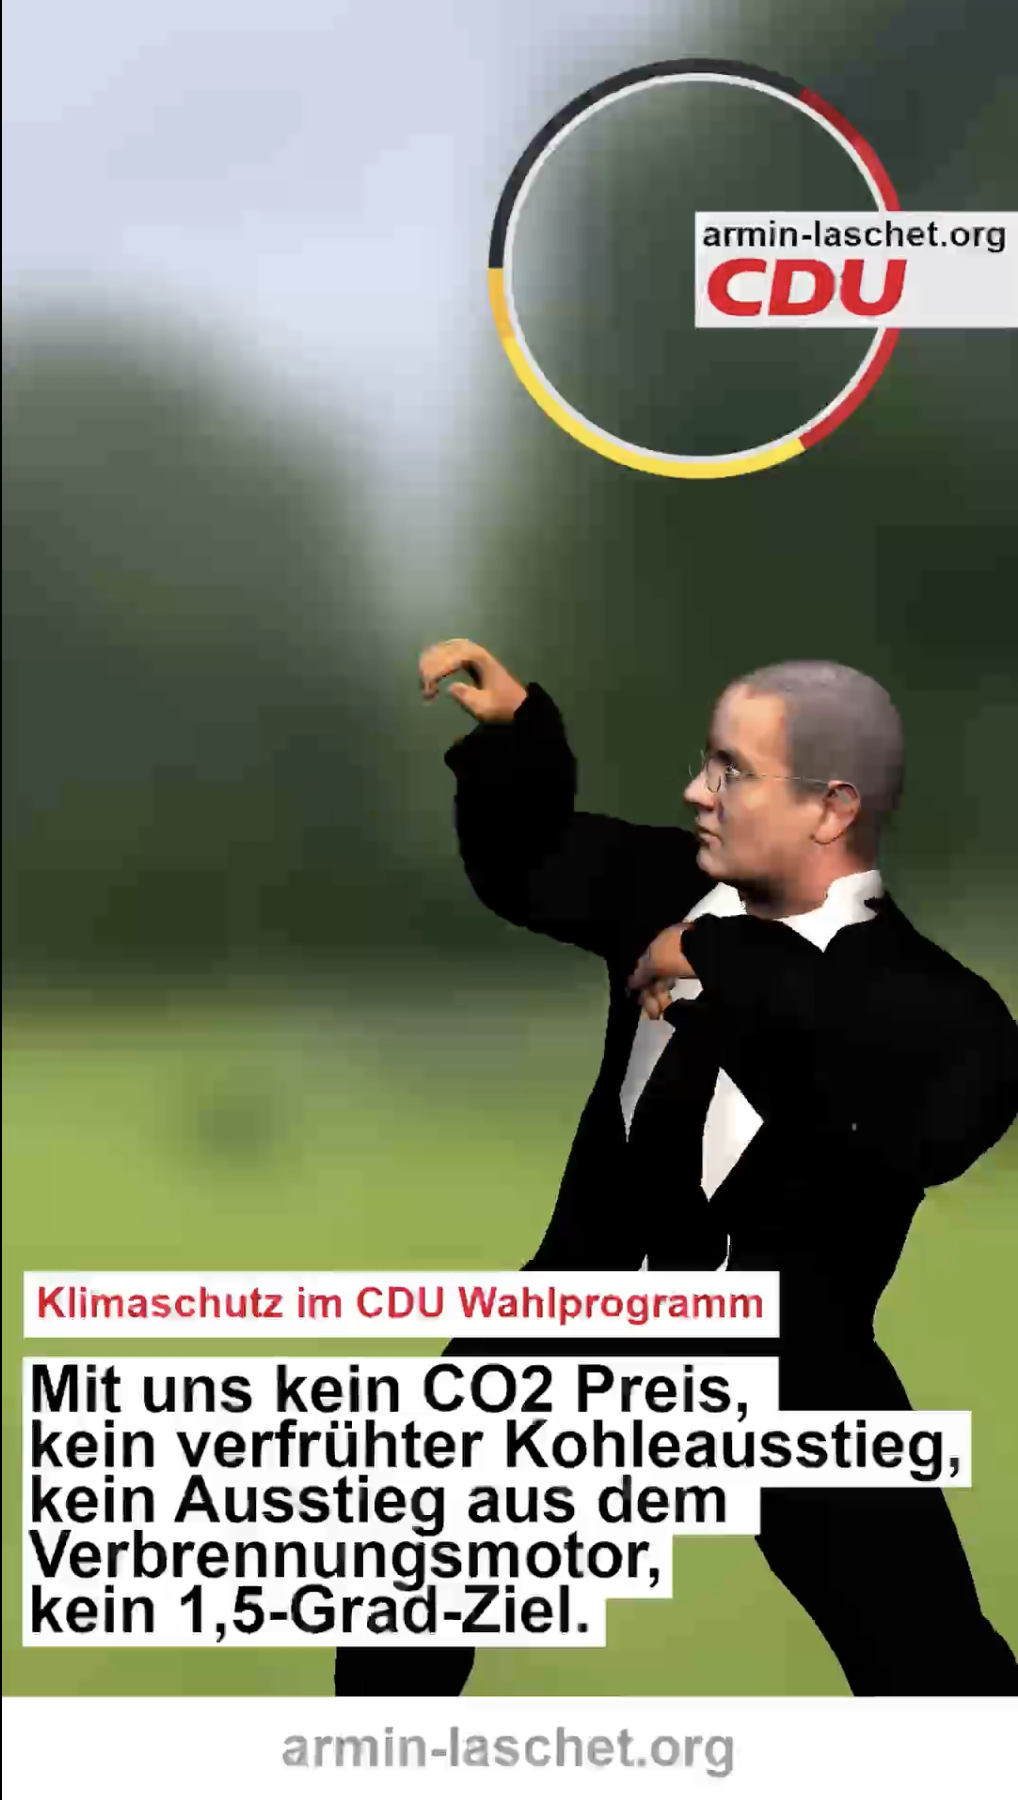 armin-laschet.org
CDU
Klimaschutz im CDU Wahlprogramm
Mit uns kein CO2 Preis,
kein verfrühter Kohleausstieg,
kein Ausstieg aus dem
Verbrennungsmotor,
kein 1,5-Grad-Ziel.
armin-laschet.org